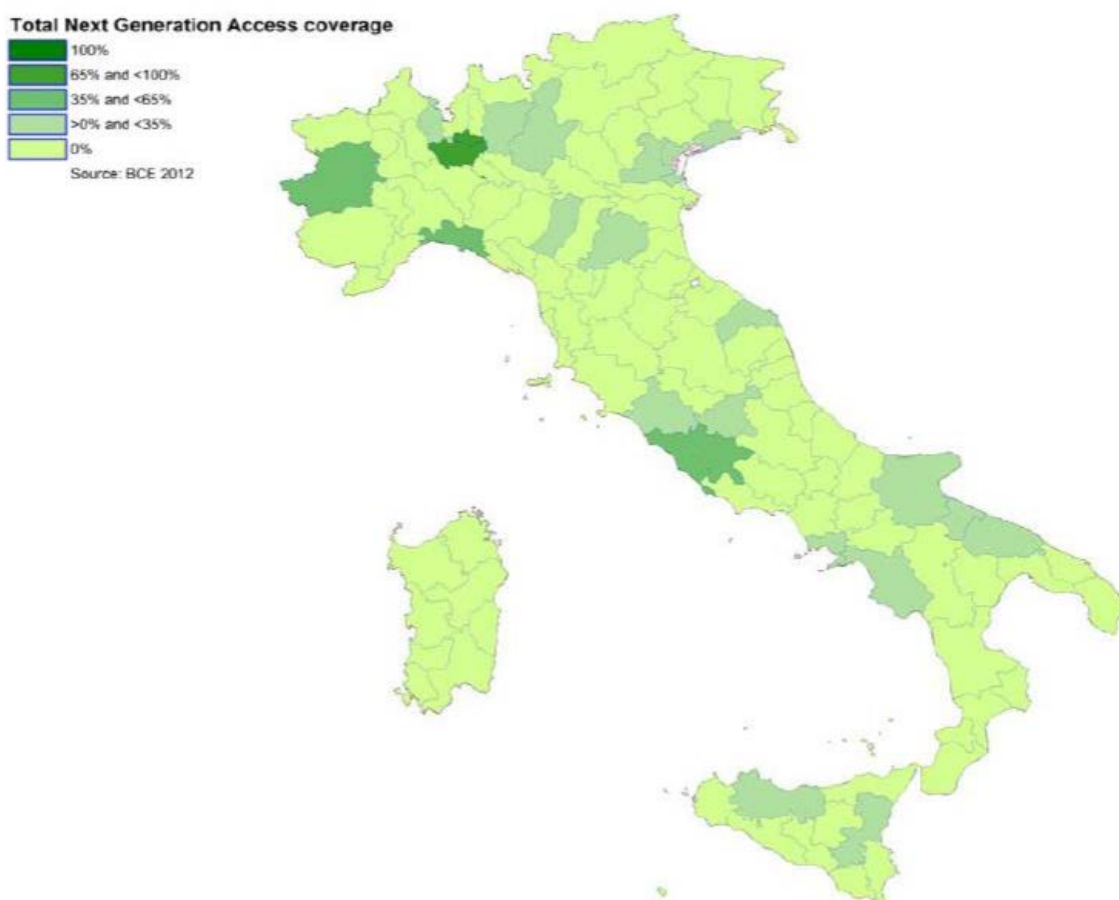 Total Next Generation Access coverage
100%
65% and <100%
35% and <65%
>0% and <35%
0%
Source: BCE 2012